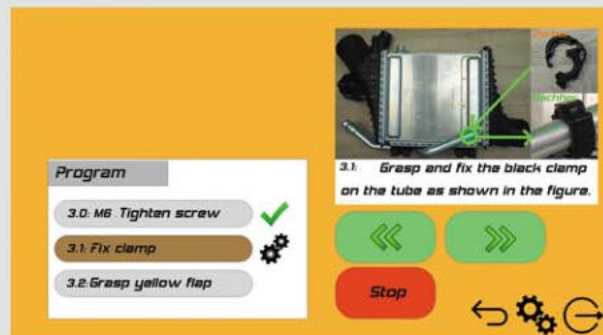 Program
3.0: M6 Tighten screw
3.1: Fix clamp
3.2:Grasp yellow flap
Nachher
3.1: Grasp and fix the black clamp
on the tube as shown in the figure.
Stop